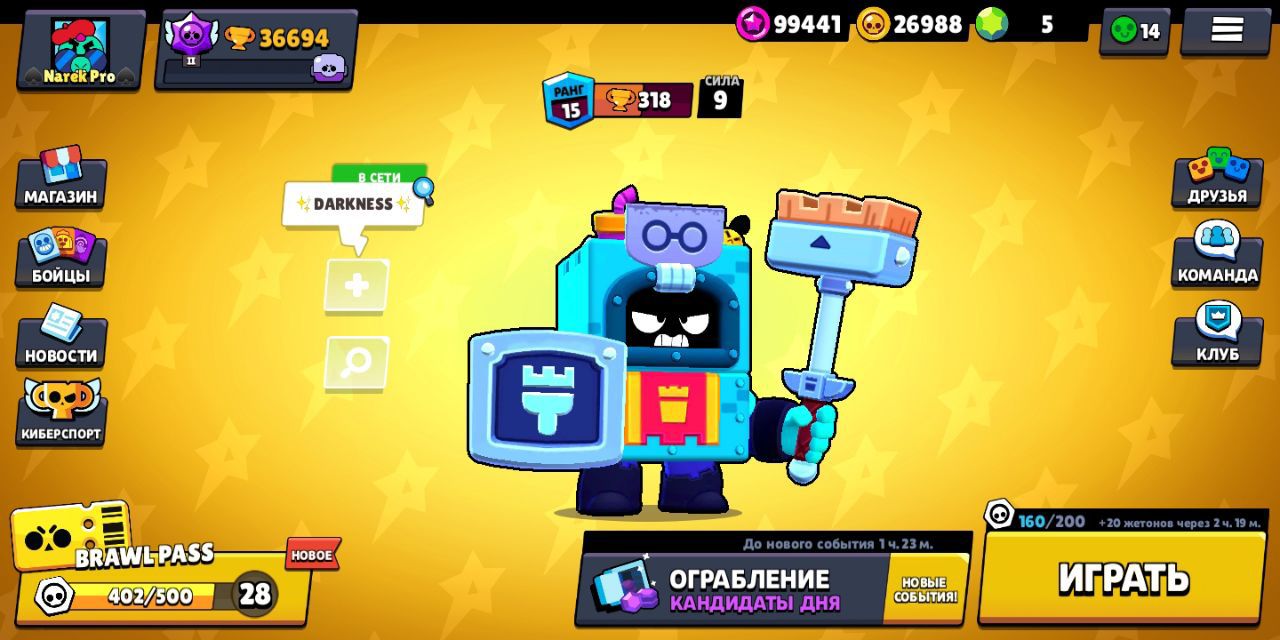 Narek Pro
II
36694
99441
26988
5
14
РАНГ
15
318
СИЛА
9
МАГАЗИН
БОЙЦЫ
НОВОСТИ
КИБЕРСПОРТ
В СЕТИ
✨DARKNESS✨
ДРУЗЬЯ
КОМАНДА
КЛУБ
BRAWL PASS
НОВОЕ
402/500
28
До нового события 1 ч. 23 м.
ОГРАБЛЕНИЕ
КАНДИДАТЫ ДНЯ
НОВЫЕ
СОБЫТИЯ!
160/200 +20 жетонов через 2 ч. 19 м.
ИГРАТЬ